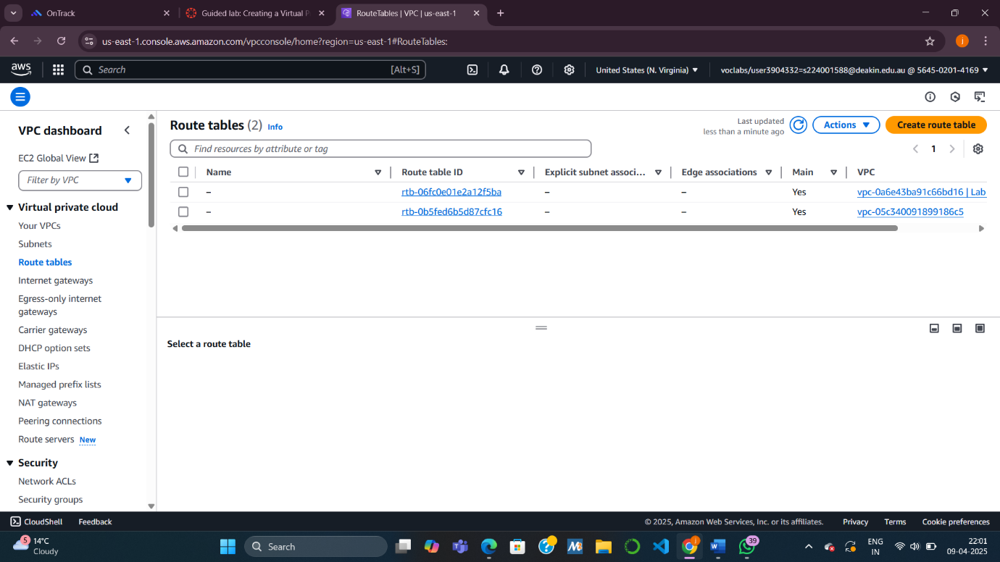 OnTrack
Guided lab: Creating a Virtual P
RouteTables | VPC | us-east-1
us-east-1.console.aws.amazon.com/vpcconsole/home?region=us-east-1#RouteTables:
j
aws
Search
[Alt+S]
United States (N. Virginia)
voclabs/user3904332=s224001588@deakin.edu.au @ 5645-0201-4169
VPC dashboard
EC2 Global View
Filter by VPC
Virtual private cloud
Your VPCs
Subnets
Route tables
Internet gateways
Egress-only internet
gateways
Carrier gateways
DHCP option sets
Elastic IPs
Managed prefix lists
NAT gateways
Peering connections
Route servers New
Security
Network ACLs
Security groups
Route tables (2) Info
Last updated
less than a minute ago
Actions
Create route table
Find resources by attribute or tag
1
Name Route table ID Explicit subnet associ... Edge associations Main VPC
– rtb-06fc0e01e2a12f5ba – – Yes vpc-0a6e43ba91c66bd16 | Lab
– rtb-0b5fed6b5d87cfc16 – – Yes vpc-05c340091899186c5
Select a route table
CloudShell Feedback
© 2025, Amazon Web Services, Inc. or its affiliates. Privacy Terms Cookie preferences
5
14°C
Cloudy
Search
j
39
ENG
IN
22:01
09-04-2025